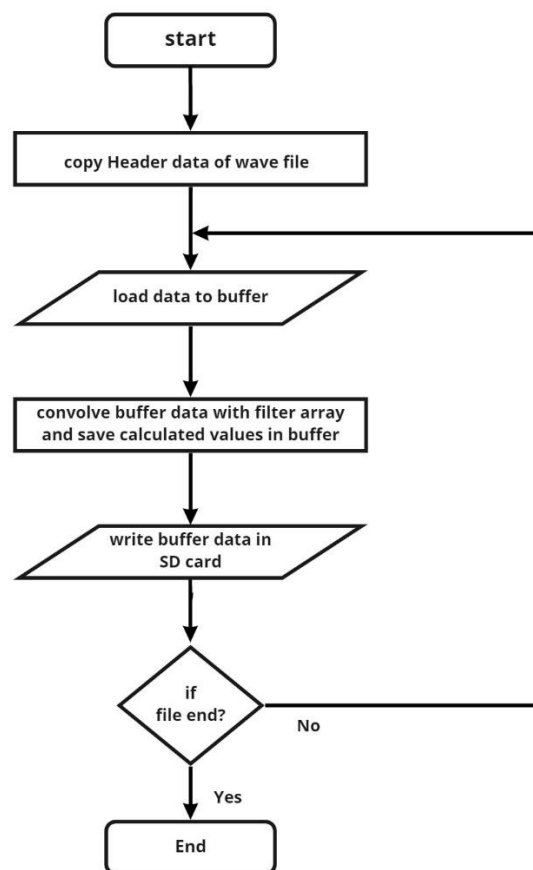 start
copy Header data of wave file
load data to buffer
convolve buffer data with filter array
and save calculated values in buffer
write buffer data in
SD card
if
file end?
No
Yes
End